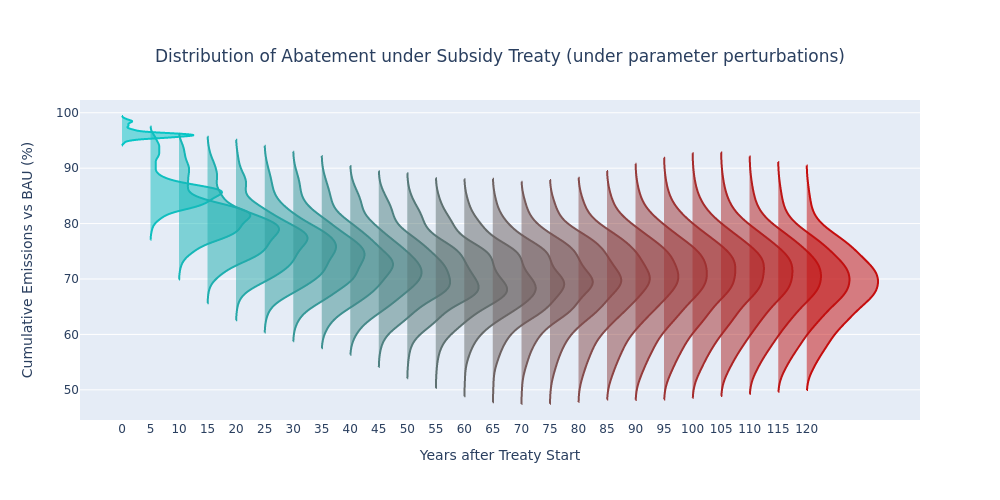 Distribution of Abatement under Subsidy Treaty (under parameter perturbations)
Cumulative Emissions vs BAU (%)
100
90
80
70
60
50
0 5 10 15 20 25 30 35 40 45 50 55 60 65 70 75 80 85 90 95 100 105 110 115 120
Years after Treaty Start